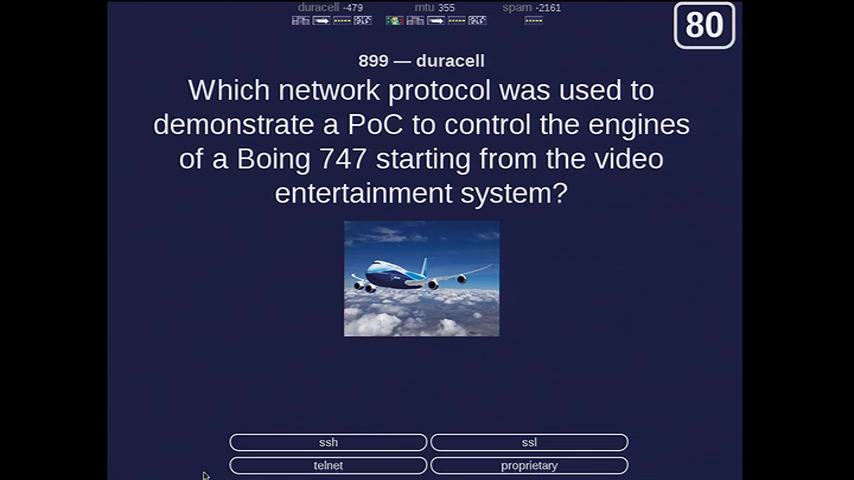 duracell -479 mtu 355 spam -2161
80
899 — duracell
Which network protocol was used to
demonstrate a PoC to control the engines
of a Boing 747 starting from the video
entertainment system?
ssh ssl
telnet proprietary